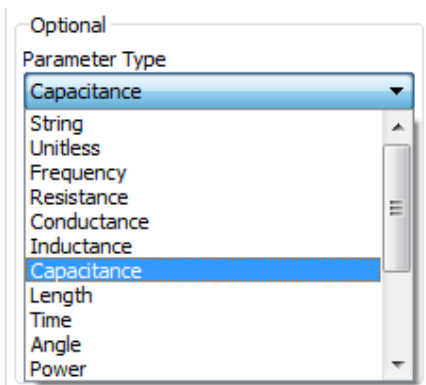 Optional
Parameter Type
Capacitance
String
Unitless
Frequency
Resistance
Conductance
Inductance
Capacitance
Length
Time
Angle
Power